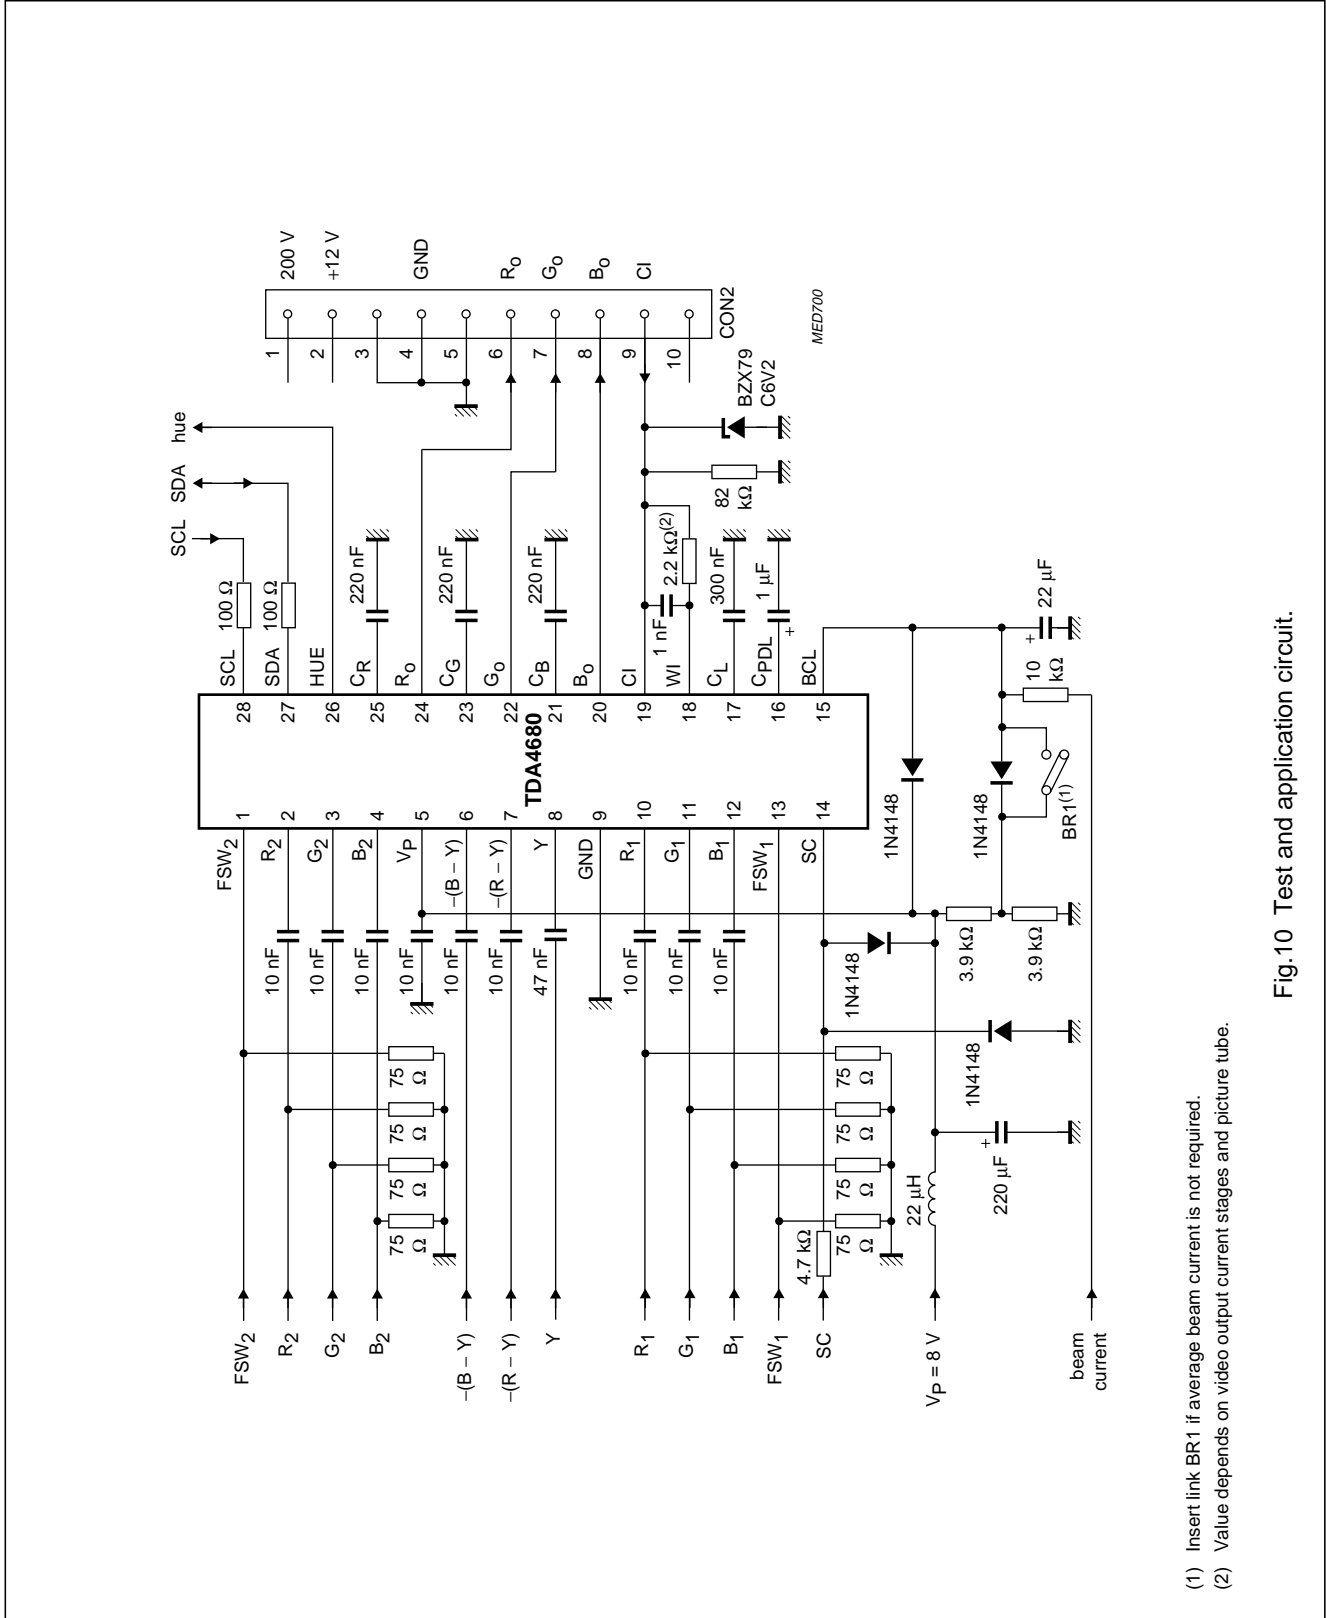 SCL
SDA
hue
100 Ω
100 Ω
220 nF
220 nF
220 nF
1 nF
2.2 kΩ(2)
300 nF
1 μF
+
82 kΩ
BZX79
C6V2
MED700
1
2
3
4
5
6
7
8
9
10
200 V
+12 V
GND
RO
GO
BO
CI
CON2
SCL
SDA
HUE
CR
RO
CG
GO
CB
BO
CI
WI
CL
CPDL
BCL
28
27
26
25
24
23
22
21
20
19
18
17
16
15
TDA4680
1
2
3
4
5
6
7
8
9
10
11
12
13
14
FSW2
R2
G2
B2
VP
−(B − Y)
−(R − Y)
Y
GND
R1
G1
B1
FSW1
SC
10 nF
10 nF
10 nF
10 nF
10 nF
10 nF
47 nF
10 nF
10 nF
10 nF
75 Ω
75 Ω
75 Ω
75 Ω
75 Ω
75 Ω
75 Ω
75 Ω
4.7 kΩ
22 μH
220 μF
+
1N4148
1N4148
1N4148
1N4148
3.9 kΩ
3.9 kΩ
BR1(1)
10 kΩ
22 μF
+
FSW2
R2
G2
B2
−(B − Y)
−(R − Y)
Y
R1
G1
B1
FSW1
SC
VP = 8 V
beam
current
(1) Insert link BR1 if average beam current is not required.
(2) Value depends on video output current stages and picture tube.
Fig.10 Test and application circuit.